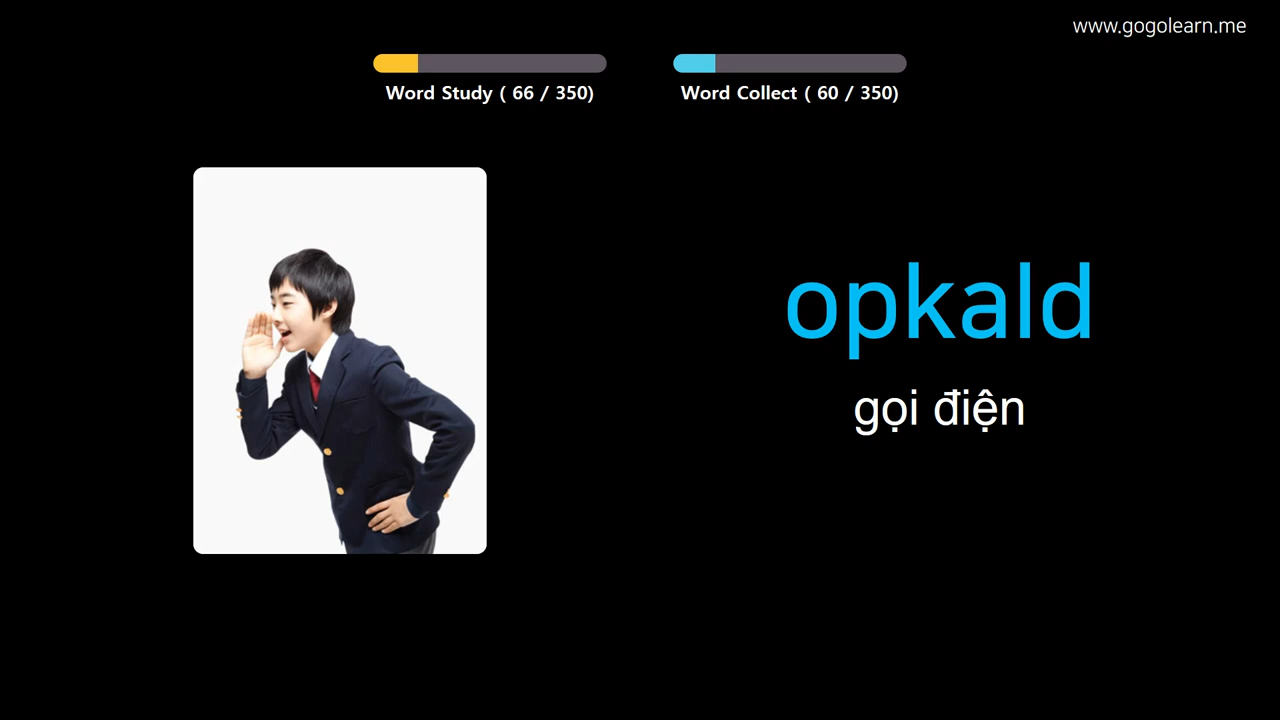 www.gogolearn.me
Word Study ( 66 / 350)
Word Collect ( 60 / 350)
opkald
gọi điện